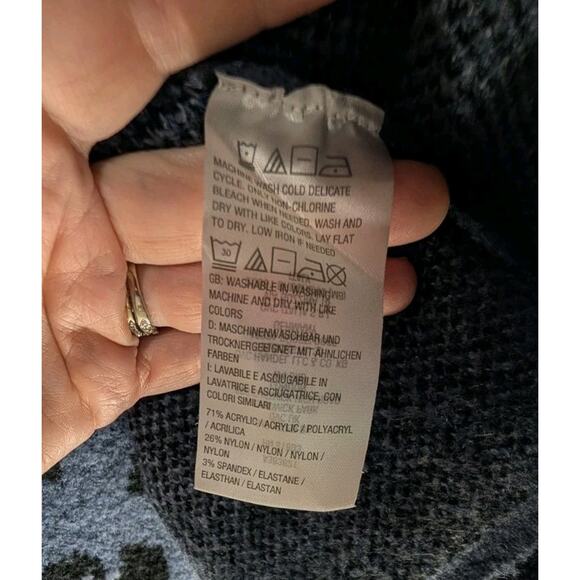 MACHINE WASH COLD DELICATE
CYCLE. ONLY NON-CHLORINE
BLEACH WHEN NEEDED. WASH AND
DRY WITH LIKE COLORS. LAY FLAT
TO DRY. LOW IRON IF NEEDED
30
GB: WASHABLE IN WASHING
MACHINE AND DRY WITH LIKE
COLORS
D: MASCHINENWASCHBAR UND
TROCKNERGEEIGNET MIT ÄHNLICHEN
FARBEN
I: LAVABILE E ASCIUGABILE IN
LAVATRICE E ASCIUGATRICE, CON
COLORI SIMILARI
71% ACRYLIC / ACRYLIC / POLYACRYL
/ ACRILICA
26% NYLON / NYLON / NYLON /
NYLON
3% SPANDEX / ELASTANE /
ELASTHAN / ELASTAN